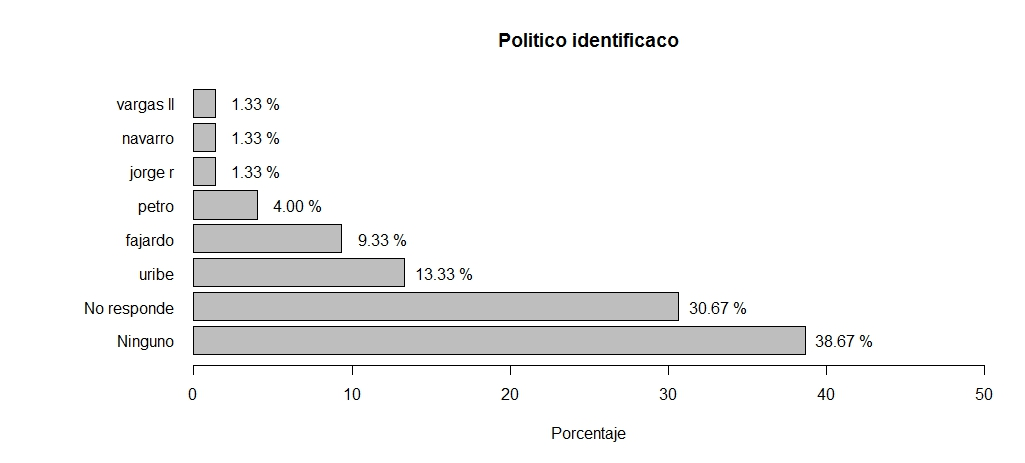 Politico identificaco
vargas ll 1.33 %
navarro 1.33 %
jorge r 1.33 %
petro 4.00 %
fajardo 9.33 %
uribe 13.33 %
No responde 30.67 %
Ninguno 38.67 %
0 10 20 30 40 50
Porcentaje